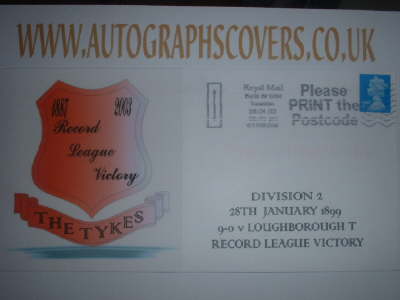 WWW.AUTOGRAPHSCOVERS.CO.UK
1887 2003
Record
League
Victory
THE TYKES
Royal Mail
Please
PRINT the
Postcode
DIVISION 2
28TH JANUARY 1899
9-0 v LOUGHBOROUGH T
RECORD LEAGUE VICTORY